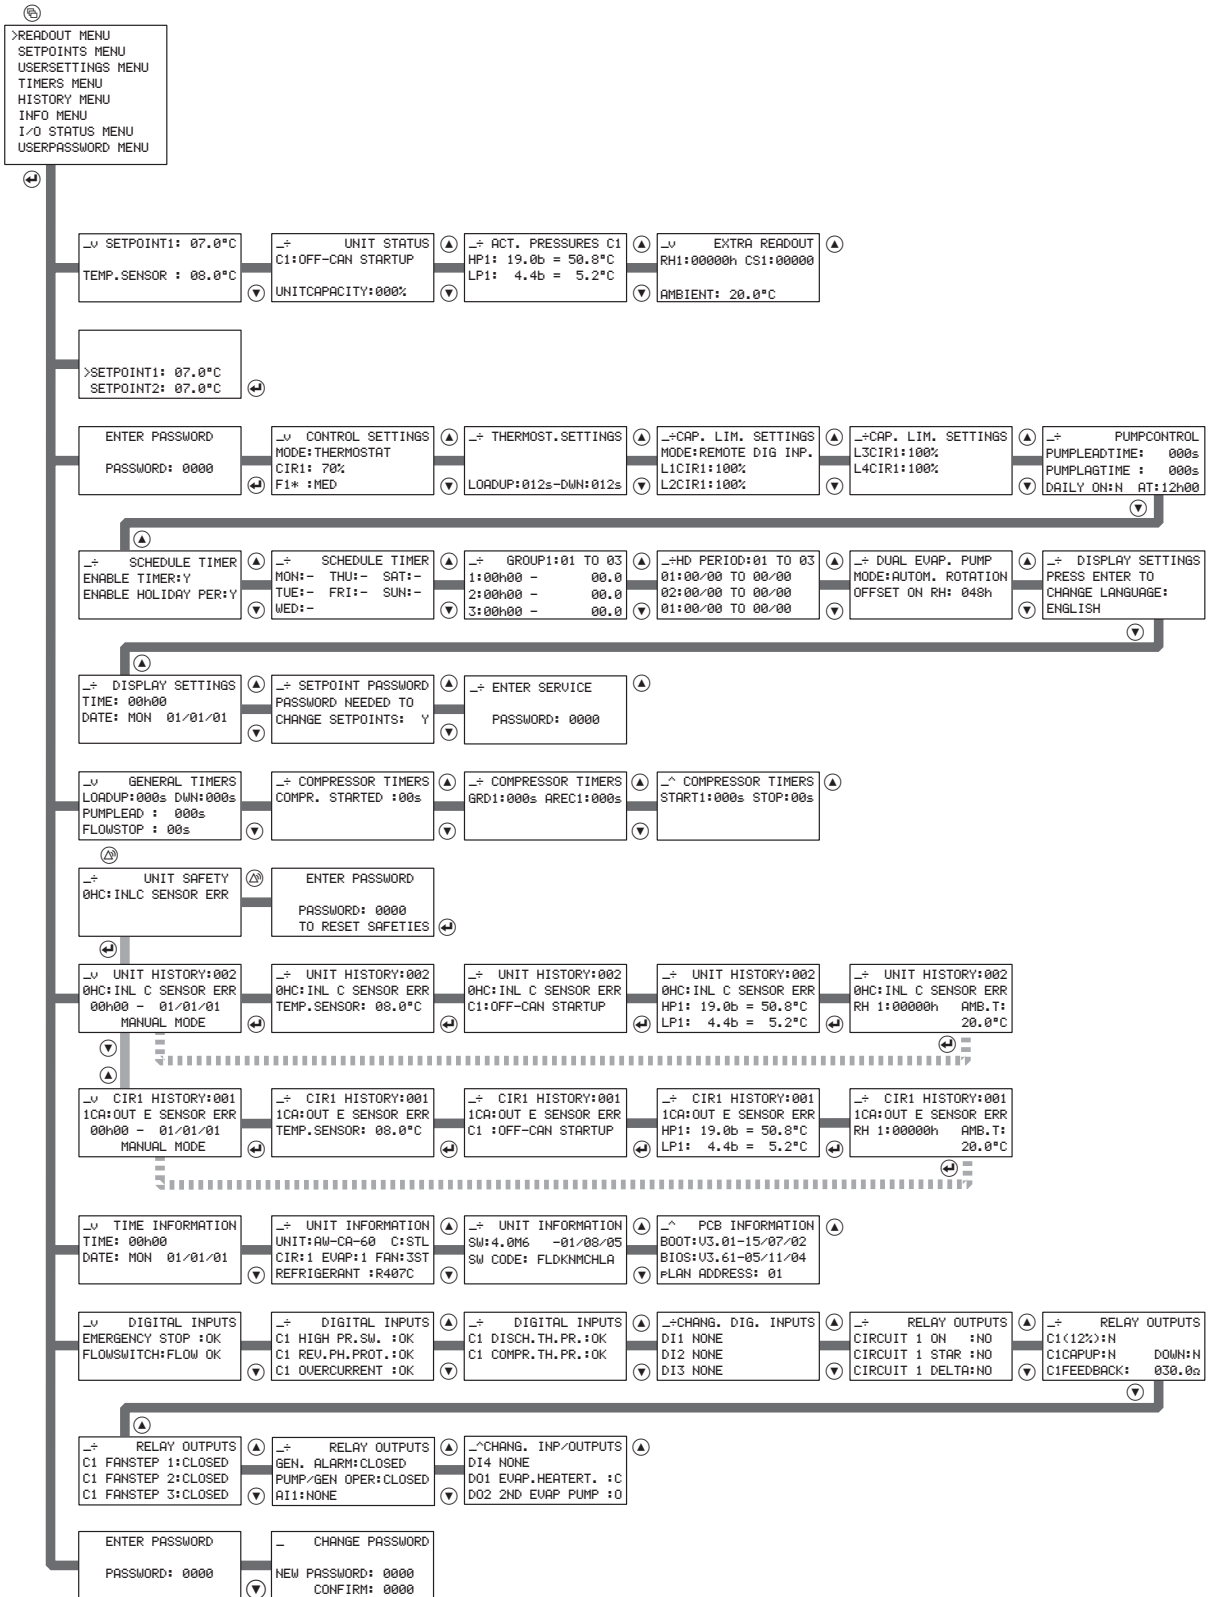 >READOUT MENU
SETPOINTS MENU
USERSETTINGS MENU
TIMERS MENU
HISTORY MENU
INFO MENU
I/O STATUS MENU
USERPASSWORD MENU
_v SETPOINT1: 07.0°C
TEMP.SENSOR : 08.0°C
_÷ UNIT STATUS
C1:OFF-CAN STARTUP
UNITCAPACITY:000%
_÷ ACT. PRESSURES C1
HP1: 19.0b = 50.8°C
LP1: 4.4b = 5.2°C
_v EXTRA READOUT
RH1:00000h CS1:00000
AMBIENT: 20.0°C
>SETPOINT1: 07.0°C
SETPOINT2: 07.0°C
ENTER PASSWORD
PASSWORD: 0000
_v CONTROL SETTINGS
MODE:THERMOSTAT
CIR1: 70%
F1* :MED
_÷ THERMOST.SETTINGS
LOADUP:012s-DWN:012s
_÷CAP. LIM. SETTINGS
MODE:REMOTE DIG INP.
L1CIR1:100%
L2CIR1:100%
_÷CAP. LIM. SETTINGS
L3CIR1:100%
L4CIR1:100%
_÷ PUMPCONTROL
PUMPLEADTIME: 000s
PUMPLAGTIME : 000s
DAILY ON:N AT:12h00
_÷ SCHEDULE TIMER
ENABLE TIMER:Y
ENABLE HOLIDAY PER:Y
_÷ SCHEDULE TIMER
MON:- THU:- SAT:-
TUE:- FRI:- SUN:-
WED:-
_÷ GROUP1:01 TO 03
1:00h00 - 00.0
2:00h00 - 00.0
3:00h00 - 00.0
_÷HD PERIOD:01 TO 03
01:00/00 TO 00/00
02:00/00 TO 00/00
01:00/00 TO 00/00
_÷ DUAL EVAP. PUMP
MODE:AUTOM. ROTATION
OFFSET ON RH: 048h
_÷ DISPLAY SETTINGS
PRESS ENTER TO
CHANGE LANGUAGE:
ENGLISH
_÷ DISPLAY SETTINGS
TIME: 00h00
DATE: MON 01/01/01
_÷ SETPOINT PASSWORD
PASSWORD NEEDED TO
CHANGE SETPOINTS: Y
_÷ ENTER SERVICE
PASSWORD: 0000
_v GENERAL TIMERS
LOADUP:000s DWN:000s
PUMPLEAD : 000s
FLOWSTOP : 00s
_÷ COMPRESSOR TIMERS
COMPR. STARTED :00s
_÷ COMPRESSOR TIMERS
GRD1:000s AREC1:000s
_^ COMPRESSOR TIMERS
START1:000s STOP:00s
_÷ UNIT SAFETY
0HC:INLC SENSOR ERR
ENTER PASSWORD
PASSWORD: 0000
TO RESET SAFETIES
_v UNIT HISTORY:002
0HC:INL C SENSOR ERR
00h00 - 01/01/01
MANUAL MODE
_÷ UNIT HISTORY:002
0HC:INL C SENSOR ERR
TEMP.SENSOR: 08.0°C
_÷ UNIT HISTORY:002
0HC:INL C SENSOR ERR
C1:OFF-CAN STARTUP
_÷ UNIT HISTORY:002
0HC:INL C SENSOR ERR
HP1: 19.0b = 50.8°C
LP1: 4.4b = 5.2°C
_÷ UNIT HISTORY:002
0HC:INL C SENSOR ERR
RH 1:00000h AMB.T:
20.0°C
_v CIR1 HISTORY:001
1CA:OUT E SENSOR ERR
00h00 - 01/01/01
MANUAL MODE
_÷ CIR1 HISTORY:001
1CA:OUT E SENSOR ERR
TEMP.SENSOR: 08.0°C
_÷ CIR1 HISTORY:001
1CA:OUT E SENSOR ERR
C1 :OFF-CAN STARTUP
_÷ CIR1 HISTORY:001
1CA:OUT E SENSOR ERR
HP1: 19.0b = 50.8°C
LP1: 4.4b = 5.2°C
_÷ CIR1 HISTORY:001
1CA:OUT E SENSOR ERR
RH 1:00000h AMB.T:
20.0°C
_v TIME INFORMATION
TIME: 00h00
DATE: MON 01/01/01
_÷ UNIT INFORMATION
UNIT:AW-CA-60 C:STL
CIR:1 EVAP:1 FAN:3ST
REFRIGERANT :R407C
_÷ UNIT INFORMATION
SW:4.0M6 -01/08/05
SW CODE: FLDKNMCHLA
_^ PCB INFORMATION
BOOT:V3.01-15/07/02
BIOS:V3.61-05/11/04
pLAN ADDRESS: 01
_v DIGITAL INPUTS
EMERGENCY STOP :OK
FLOWSWITCH:FLOW OK
_÷ DIGITAL INPUTS
C1 HIGH PR.SW. :OK
C1 REV.PH.PROT.:OK
C1 OVERCURRENT :OK
_÷ DIGITAL INPUTS
C1 DISCH.TH.PR.:OK
C1 COMPR.TH.PR.:OK
_÷CHANG. DIG. INPUTS
DI1 NONE
DI2 NONE
DI3 NONE
_÷ RELAY OUTPUTS
CIRCUIT 1 ON :NO
CIRCUIT 1 STAR :NO
CIRCUIT 1 DELTA:NO
_÷ RELAY OUTPUTS
C1(12%):N
C1CAPUP:N DOWN:N
C1FEEDBACK: 030.0Ω
_÷ RELAY OUTPUTS
C1 FANSTEP 1:CLOSED
C1 FANSTEP 2:CLOSED
C1 FANSTEP 3:CLOSED
_÷ RELAY OUTPUTS
GEN. ALARM:CLOSED
PUMP/GEN OPER:CLOSED
AI1:NONE
_^CHANG. INP/OUTPUTS
DI4 NONE
DO1 EVAP.HEATERT. :C
DO2 2ND EVAP PUMP :O
ENTER PASSWORD
PASSWORD: 0000
_ CHANGE PASSWORD
NEW PASSWORD: 0000
CONFIRM: 0000